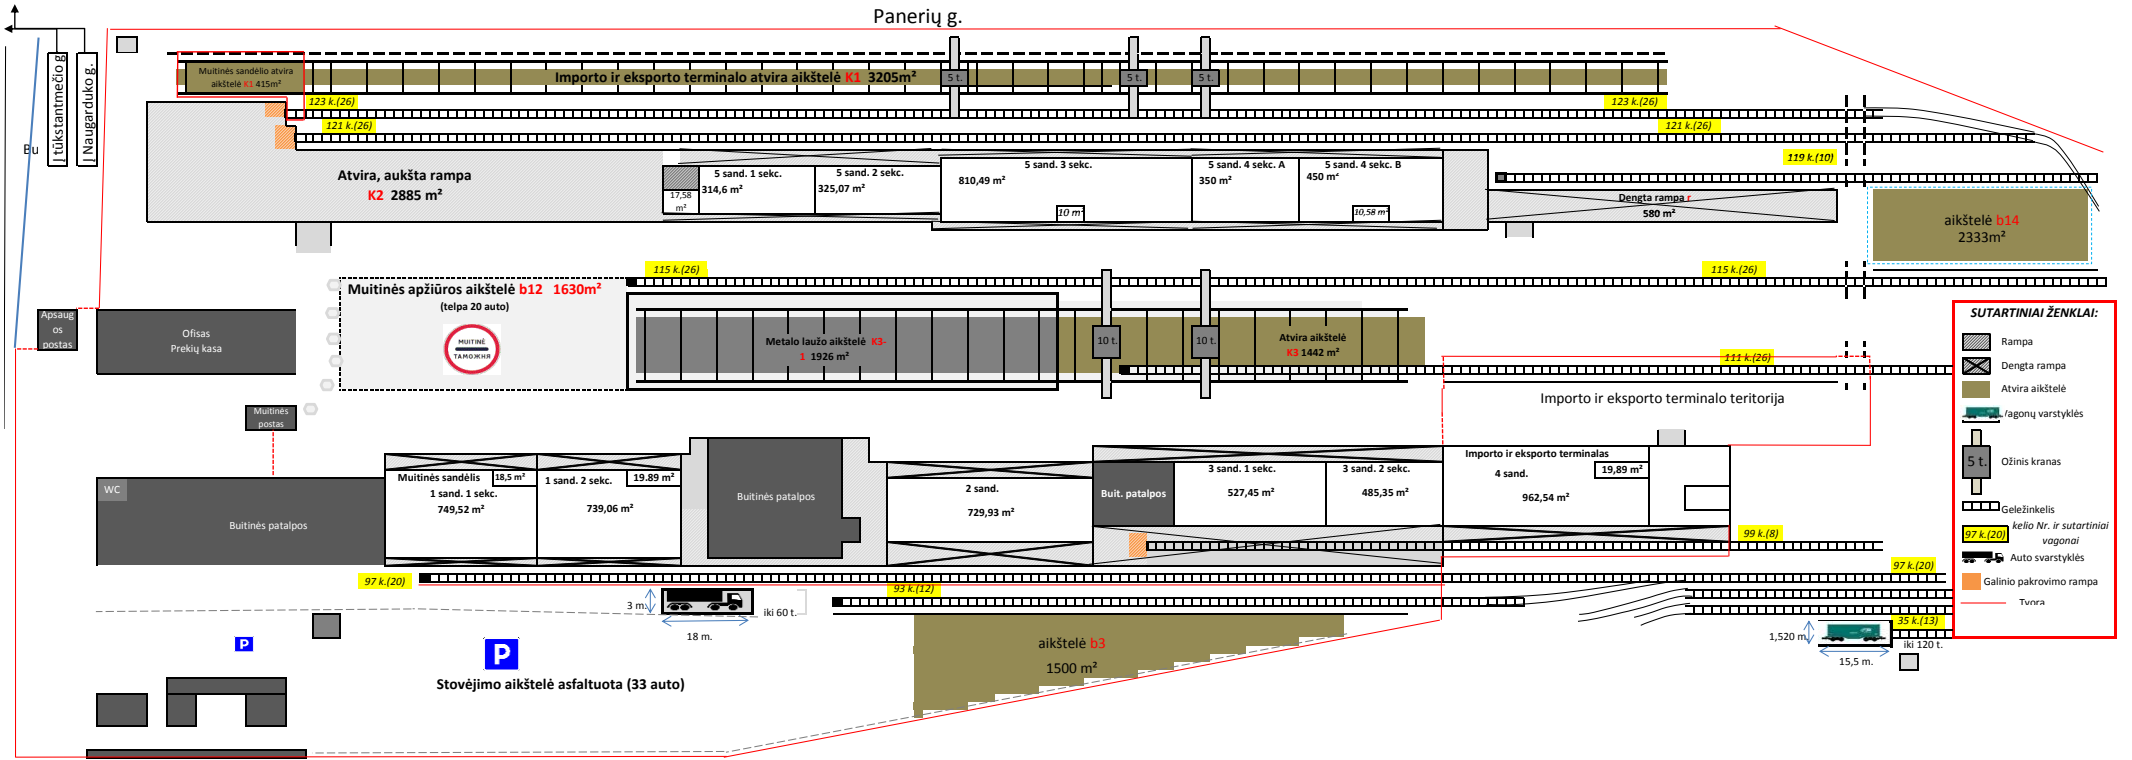 Panerių g.
Į tūkstantmečio g
Į Naugarduko g.
Bu
Muitinės sandėlio atvira
aikštelė K1 415m²
Importo ir eksporto terminalo atvira aikštelė K1 3205m²
5 t.
5 t.
5 t.
123 k.(26)
123 k.(26)
121 k.(26)
121 k.(26)
119 k.(10)
Atvira, aukšta rampa
K2 2885 m²
17,58
m²
5 sand. 1 sekc.
314,6 m²
5 sand. 2 sekc.
325,07 m²
5 sand. 3 sekc.
810,49 m²
10 m²
5 sand. 4 sekc. A
350 m²
5 sand. 4 sekc. B
450 m²
10,58 m²
Dengta rampa r
580 m²
aikštelė b14
2333m²
115 k.(26)
115 k.(26)
Muitinės apžiūros aikštelė b12 1630m²
(telpa 20 auto)
MUITINĖ
ТАМОЖНЯ
Apsaug
os
postas
Ofisas
Prekių kasa
Metalo laužo aikštelė K3-
1 1926 m²
10 t.
10 t.
Atvira aikštelė
K3 1442 m²
111 k.(26)
Importo ir eksporto terminalo teritorija
Muitinės
postas
WC
Buitinės patalpos
Muitinės sandėlis
18,5 m²
1 sand. 1 sekc.
749,52 m²
1 sand. 2 sekc.
19.89 m²
739,06 m²
Buitinės patalpos
2 sand.
729,93 m²
Buit. patalpos
3 sand. 1 sekc.
527,45 m²
3 sand. 2 sekc.
485,35 m²
Importo ir eksporto terminalas
4 sand.
19,89 m²
962,54 m²
99 k.(8)
97 k.(20)
97 k.(20)
93 k.(12)
3 m.
18 m.
iki 60 t.
35 k.(13)
1,520 m
15,5 m.
iki 120 t.
aikštelė b3
1500 m²
P
P
Stovėjimo aikštelė asfaltuota (33 auto)
SUTARTINIAI ŽENKLAI:
Rampa
Dengta rampa
Atvira aikštelė
/agonų varstyklės
5 t.
Ožinis kranas
Geležinkelis
97 k.(20)
kelio Nr. ir sutartiniai
vagonai
Auto svarstyklės
Galinio pakrovimo rampa
Tvora